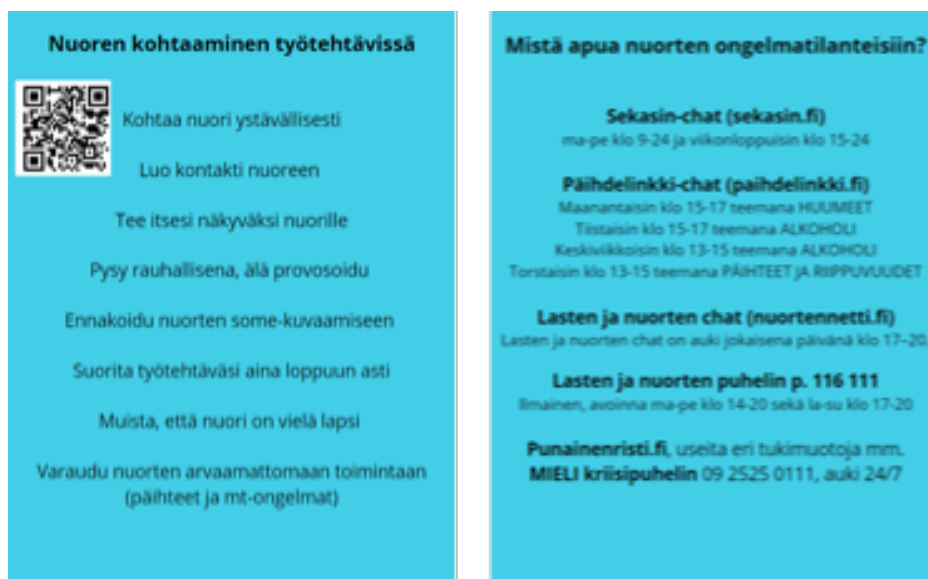 Nuoren kohtaaminen työtehtävissä
Kohtaa nuori ystävällisesti
Luo kontakti nuoreen
Tee itsesi näkyväksi nuorille
Pysy rauhallisena, älä provosoidu
Ennakoidu nuorten some-kuvaamiseen
Suorita työtehtäväsi aina loppuun asti
Muista, että nuori on vielä lapsi
Varaudu nuorten arvaamattomaan toimintaan
(päihteet ja mt-ongelmat)
Mistä apua nuorten ongelmatilanteisiin?
Sekasin-chat (sekasin.fi)
ma-pe klo 9-24 ja viikonloppuisin klo 15-24
Päihdelinkki-chat (paihdelinkki.fi)
Maanantaisin klo 15-17 teemana HUUMEET
Tiistaisin klo 15-17 teemana ALKOHOLI
Keskiviikkoisin klo 13-15 teemana ALKOHOLI
Torstaisin klo 13-15 teemana PÄIHTEET JA RIIPPUVUUDET
Lasten ja nuorten chat (nuortennetti.fi)
Lasten ja nuorten chat on auki jokaisena päivänä klo 17–20.
Lasten ja nuorten puhelin p. 116 111
Ilmainen, avoinna ma-pe klo 14-20 sekä la-su klo 17-20
Punainenristi.fi, useita eri tukimuotoja mm.
MIELI kriisipuhelin 09 2525 0111, auki 24/7